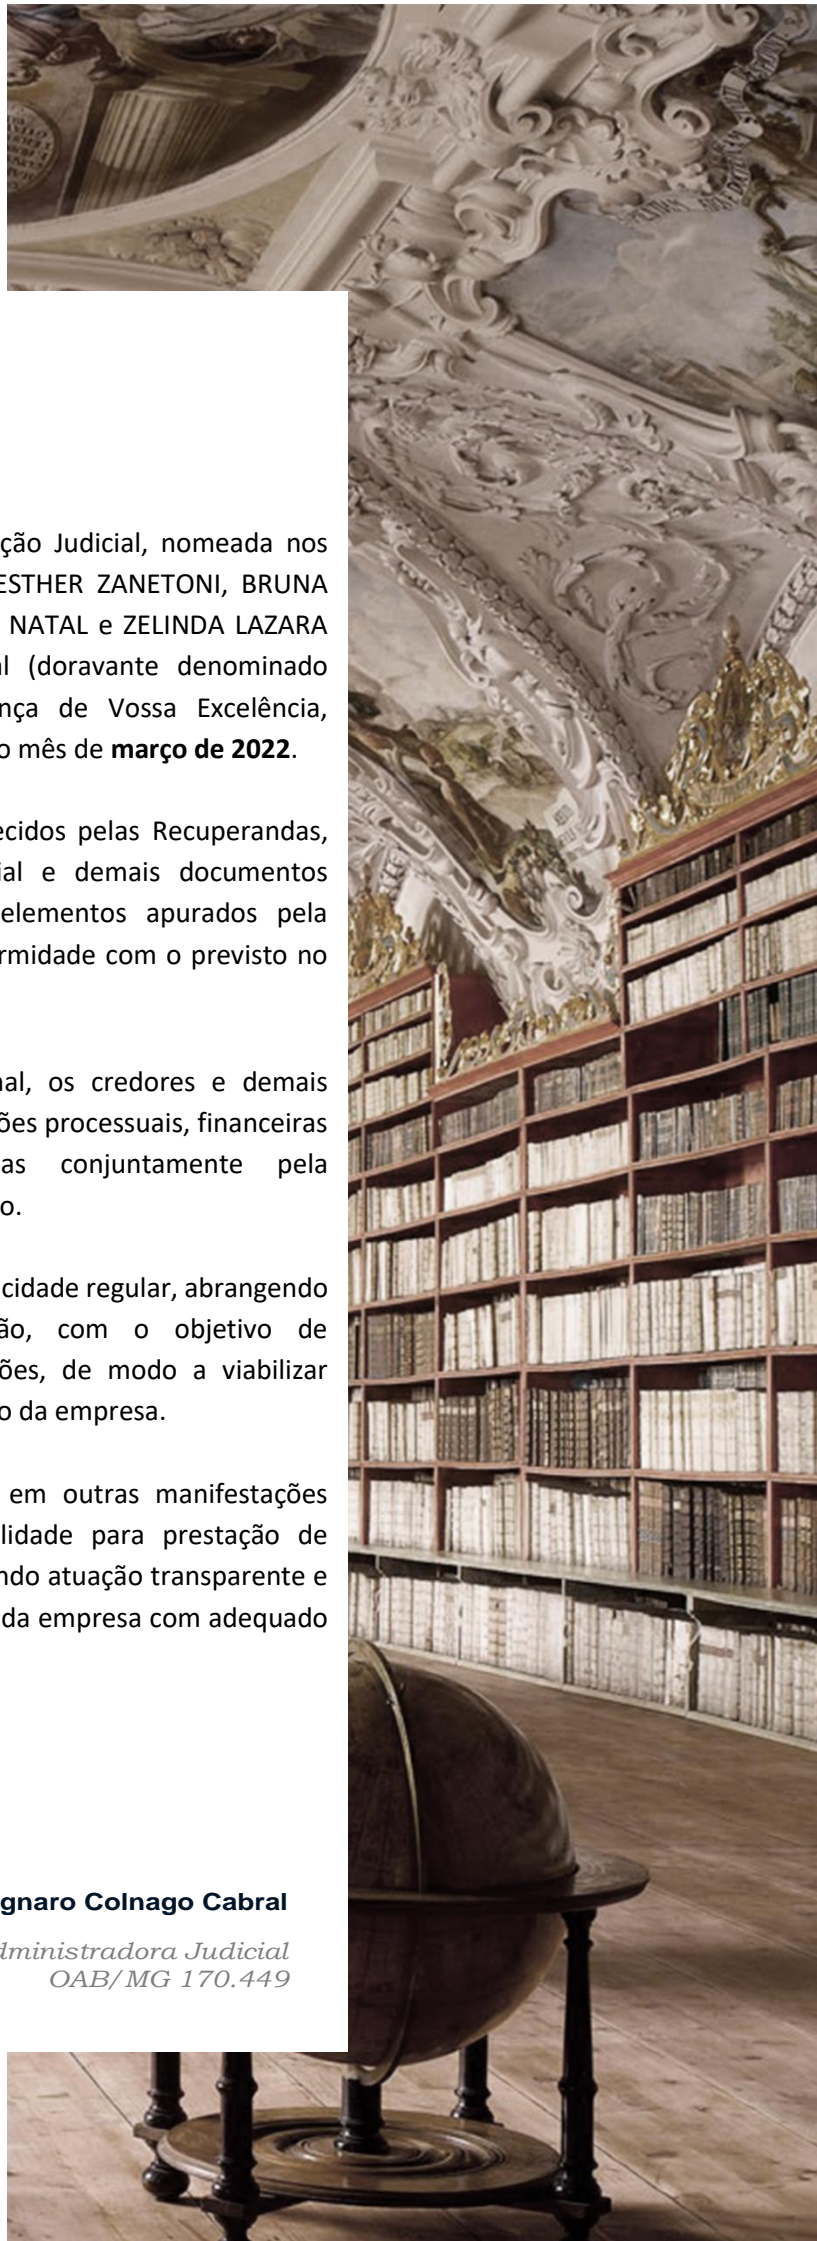 ção Judicial, nomeada nos
ESTHER ZANETONI, BRUNA
NATAL e ZELINDA LAZARA
l (doravante denominado
nça de Vossa Excelência,
o mês de março de 2022.
ecidos pelas Recuperandas,
ial e demais documentos
elementos apurados pela
rmidade com o previsto no
nal, os credores e demais
ões processuais, financeiras
as conjuntamente pela
o.
cidade regular, abrangendo
ão, com o objetivo de
ões, de modo a viabilizar
o da empresa.
em outras manifestações
lidade para prestação de
ndo atuação transparente e
da empresa com adequado
gnaro Colnago Cabral
dministradora Judicial
OAB/MG 170.449